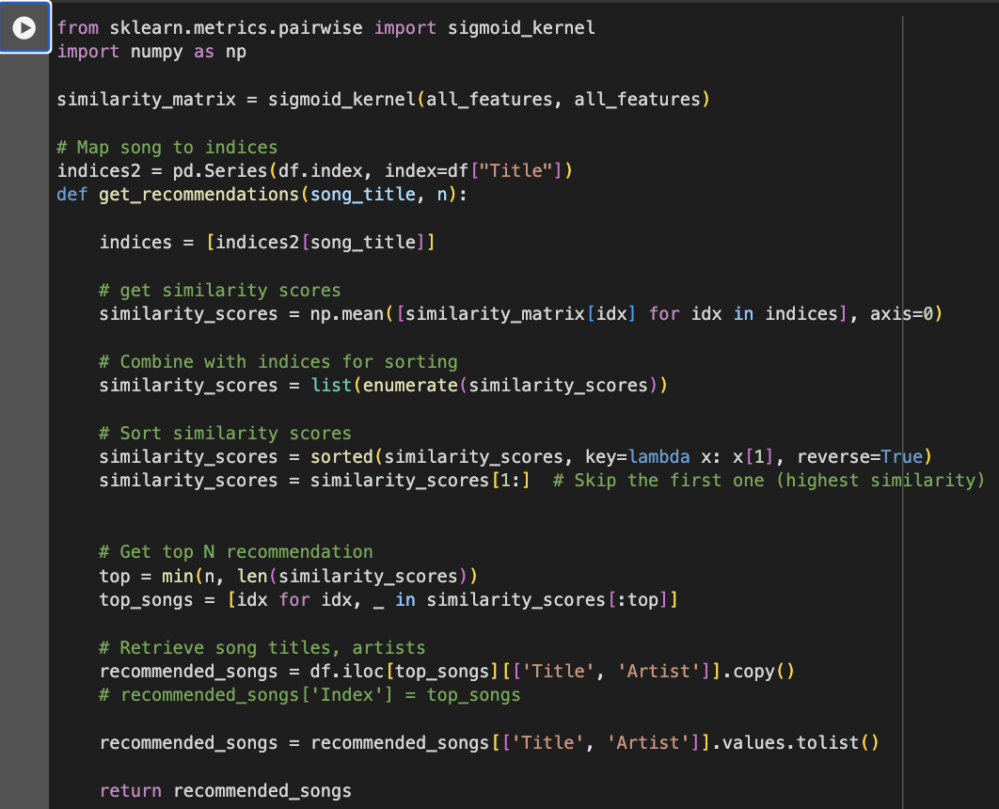 from sklearn.metrics.pairwise import sigmoid_kernel
import numpy as np
similarity_matrix = sigmoid_kernel(all_features, all_features)
# Map song to indices
indices2 = pd.Series(df.index, index=df["Title"])
def get_recommendations(song_title, n):
    indices = [indices2[song_title]]
    # get similarity scores
    similarity_scores = np.mean([similarity_matrix[idx] for idx in indices], axis=0)
    # Combine with indices for sorting
    similarity_scores = list(enumerate(similarity_scores))
    # Sort similarity scores
    similarity_scores = sorted(similarity_scores, key=lambda x: x[1], reverse=True)
    similarity_scores = similarity_scores[1:]  # Skip the first one (highest similarity)
    # Get top N recommendation
    top = min(n, len(similarity_scores))
    top_songs = [idx for idx, _ in similarity_scores[:top]]
    # Retrieve song titles, artists
    recommended_songs = df.iloc[top_songs][['Title', 'Artist']].copy()
    # recommended_songs['Index'] = top_songs
    recommended_songs = recommended_songs[['Title', 'Artist']].values.tolist()
    return recommended_songs